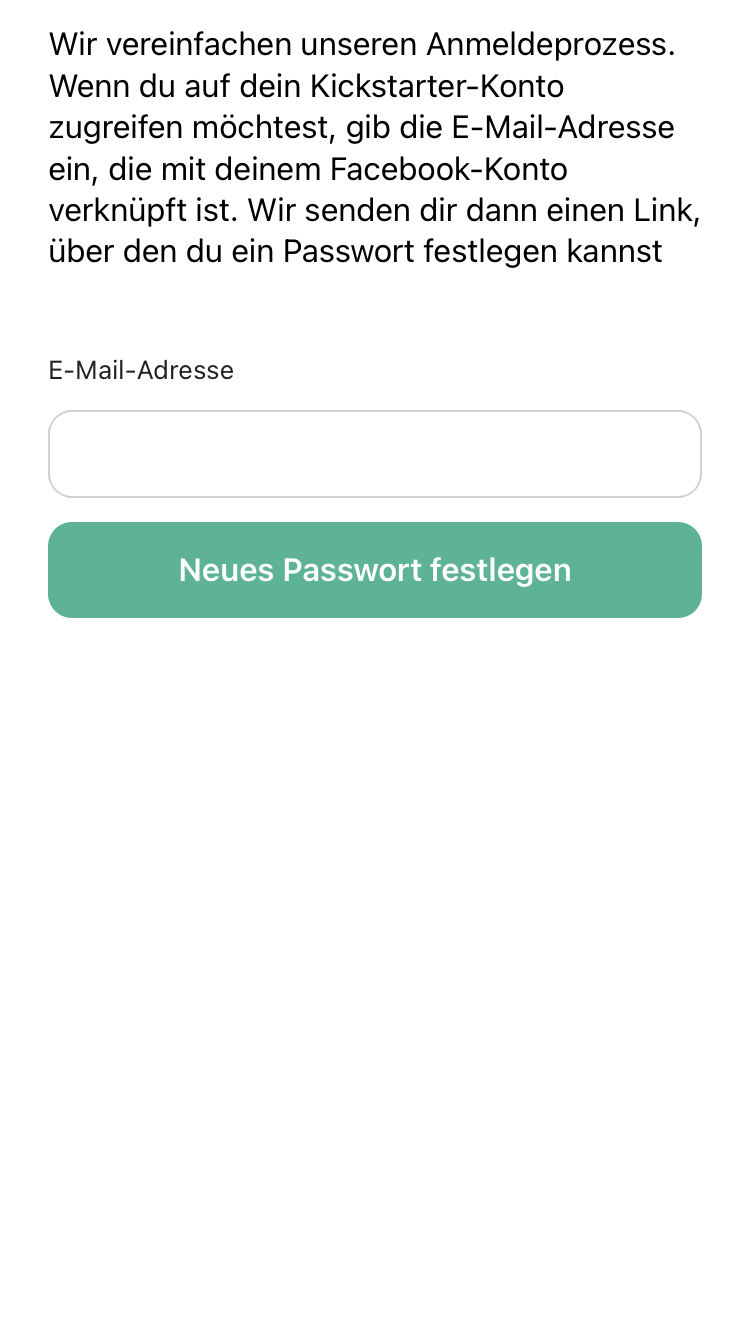 Wir vereinfachen unseren Anmeldeprozess.
Wenn du auf dein Kickstarter-Konto
zugreifen möchtest, gib die E-Mail-Adresse
ein, die mit deinem Facebook-Konto
verknüpft ist. Wir senden dir dann einen Link,
über den du ein Passwort festlegen kannst
E-Mail-Adresse
Neues Passwort festlegen